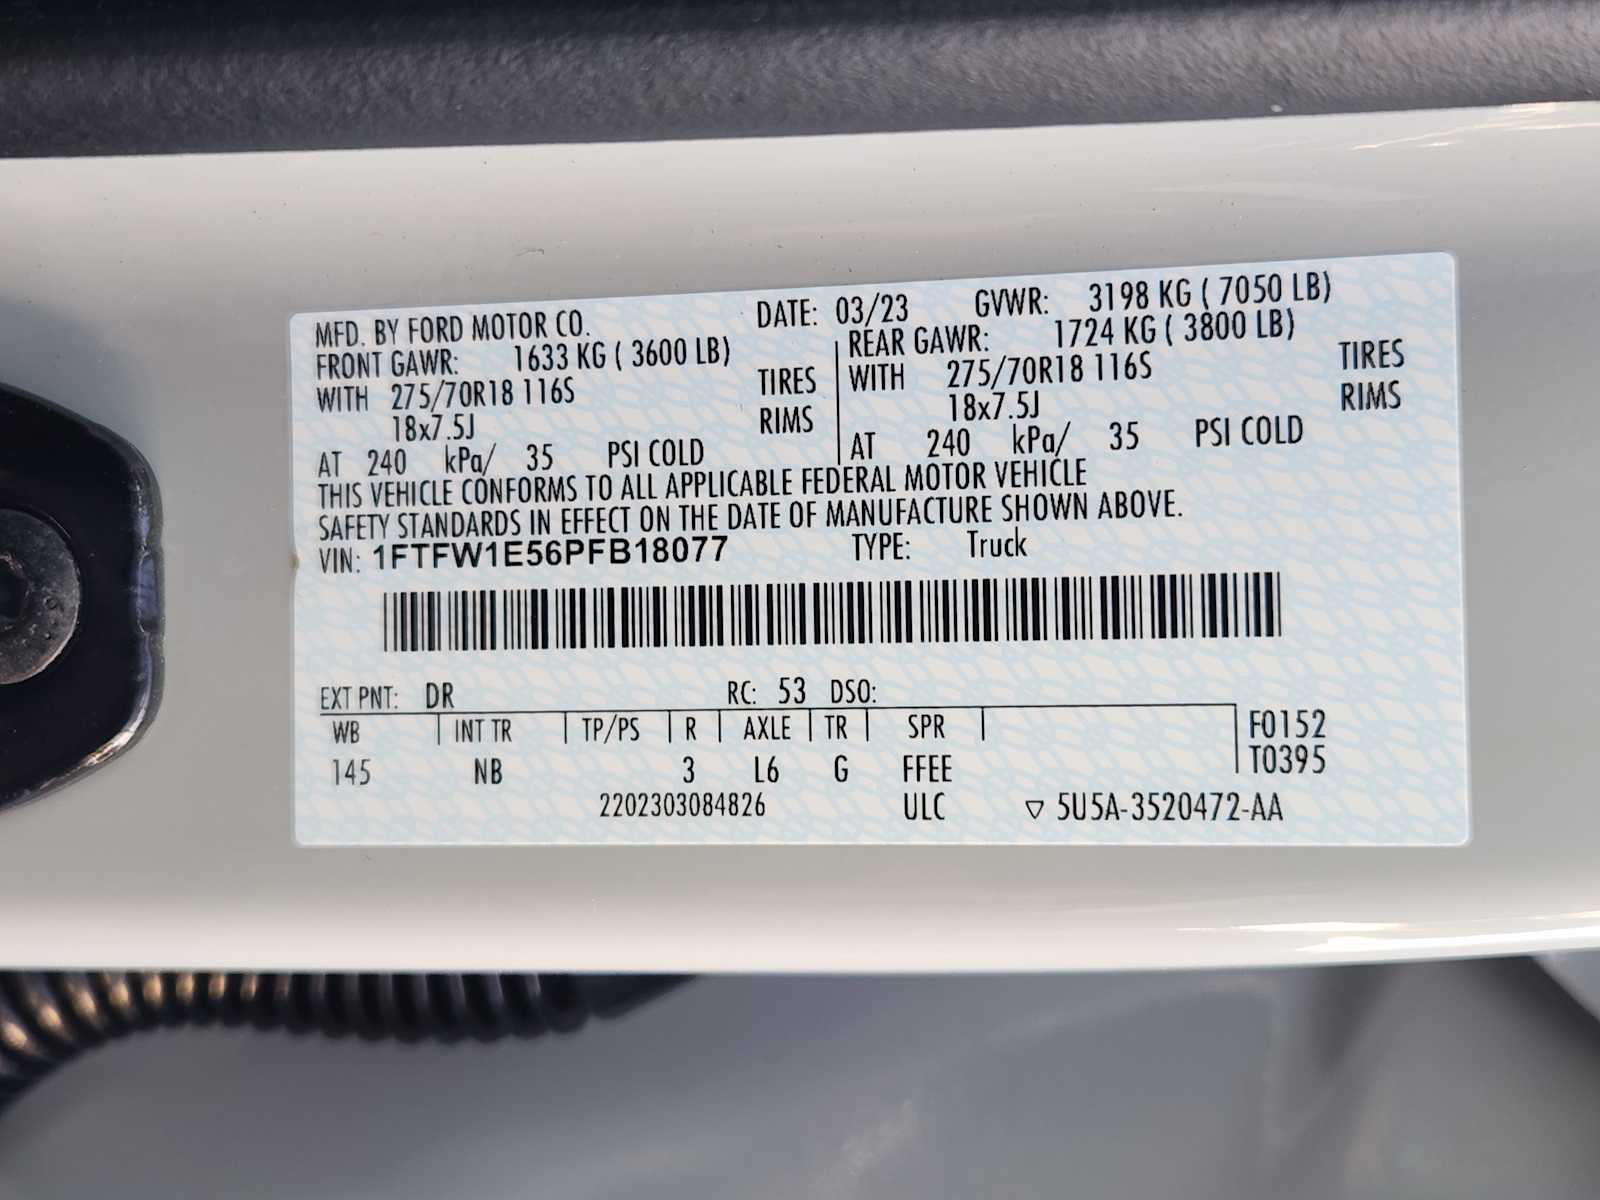 MFD. BY FORD MOTOR CO. DATE: 03/23 GVWR: 3198 KG ( 7050 LB)
FRONT GAWR: 1633 KG ( 3600 LB) REAR GAWR: 1724 KG ( 3800 LB)
WITH 275/70R18 116S TIRES WITH 275/70R18 116S TIRES
18x7.5J RIMS 18x7.5J RIMS
AT 240 kPa/ 35 PSI COLD AT 240 kPa/ 35 PSI COLD
THIS VEHICLE CONFORMS TO ALL APPLICABLE FEDERAL MOTOR VEHICLE
SAFETY STANDARDS IN EFFECT ON THE DATE OF MANUFACTURE SHOWN ABOVE.
VIN: 1FTFW1E56PFB18077 TYPE: Truck
EXT PNT: DR RC: 53 DSO:
WB INT TR TP/PS R AXLE TR SPR F0152
145 NB 3 L6 G FFEE T0395
2202303084826 ULC ▽ 5U5A-3520472-AA